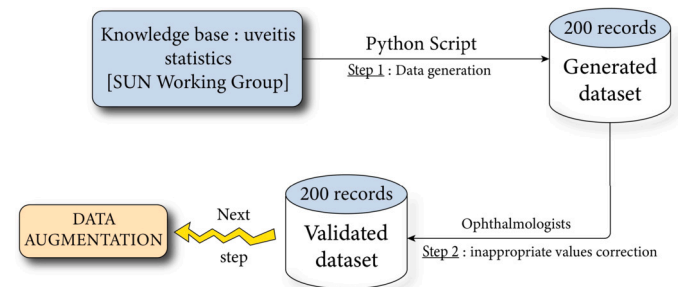 Knowledge base : uveitis
statistics
[SUN Working Group]
Python Script
Step 1 : Data generation
200 records
Generated
dataset
Ophthalmologists
Step 2 : inappropriate values correction
200 records
Validated
dataset
Next
step
DATA
AUGMENTATION